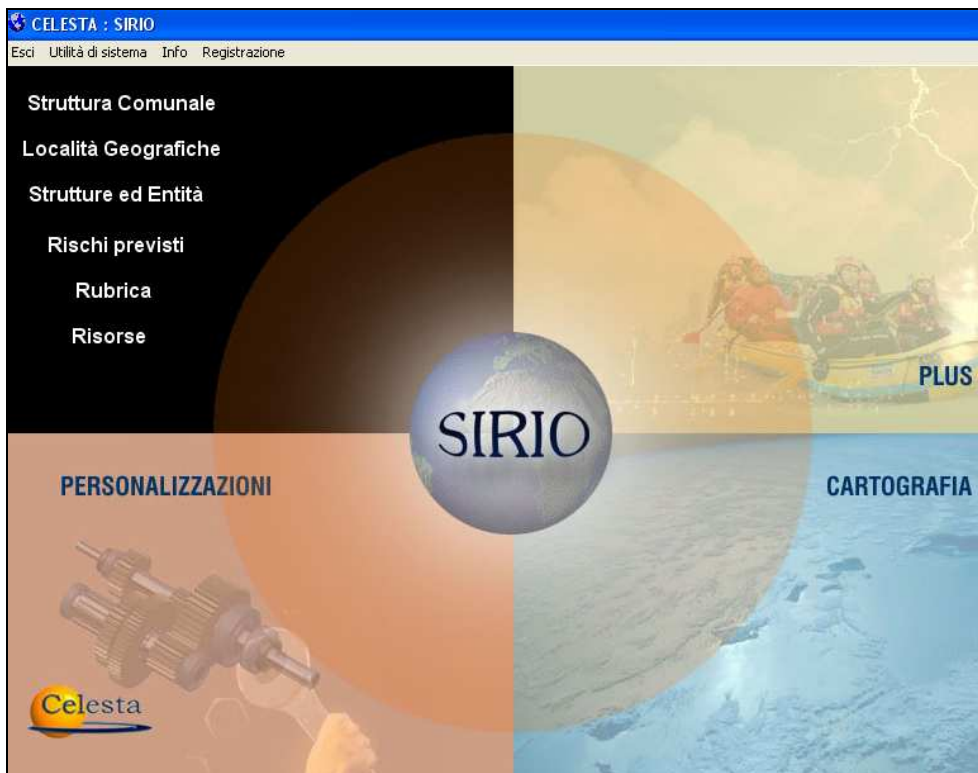 CELESTA : SIRIO
Esci Utilità di sistema Info Registrazione
Struttura Comunale
Località Geografiche
Strutture ed Entità
Rischi previsti
Rubrica
Risorse
PLUS
SIRIO
PERSONALIZZAZIONI
CARTOGRAFIA
Celesta